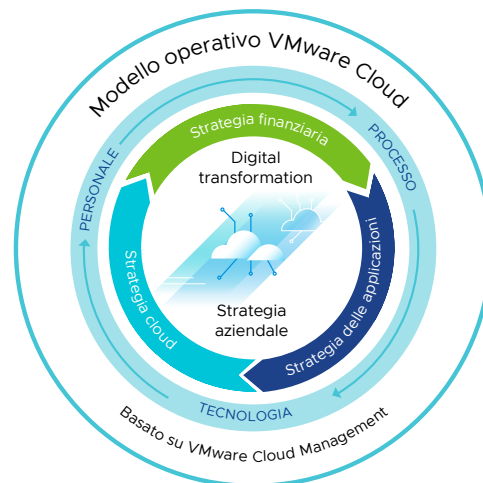 Modello operativo VMware Cloud
PERSONALE
PROCESSO
TECNOLOGIA
Strategia finanziaria
Strategia delle applicazioni
Strategia cloud
Digital
transformation
Strategia
aziendale
Basato su VMware Cloud Management